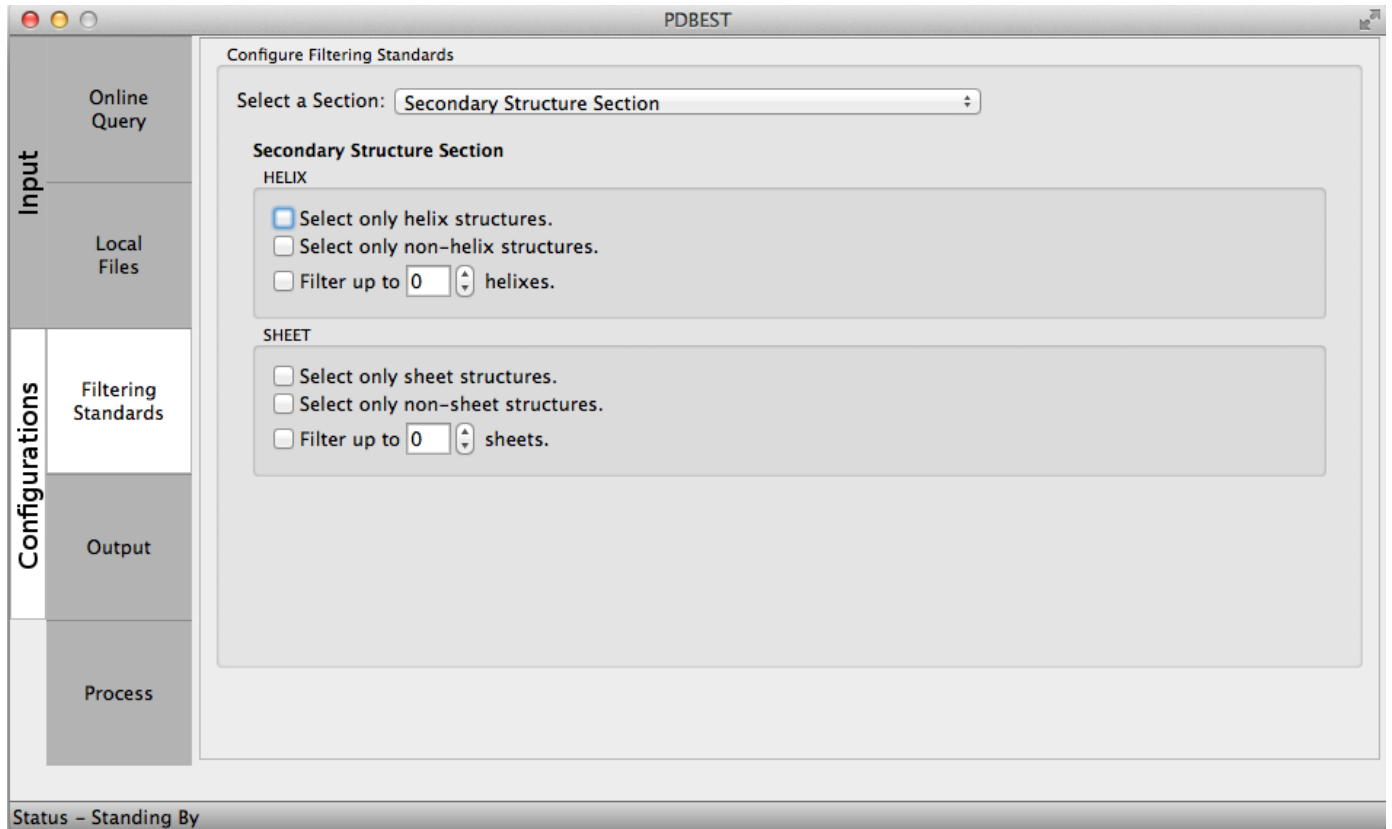 PDBEST
Input
Online
Query
Local
Files
Configurations
Filtering
Standards
Output
Process
Configure Filtering Standards
Select a Section: Secondary Structure Section
Secondary Structure Section
HELIX
Select only helix structures.
Select only non-helix structures.
Filter up to 0 helixes.
SHEET
Select only sheet structures.
Select only non-sheet structures.
Filter up to 0 sheets.
Status - Standing By